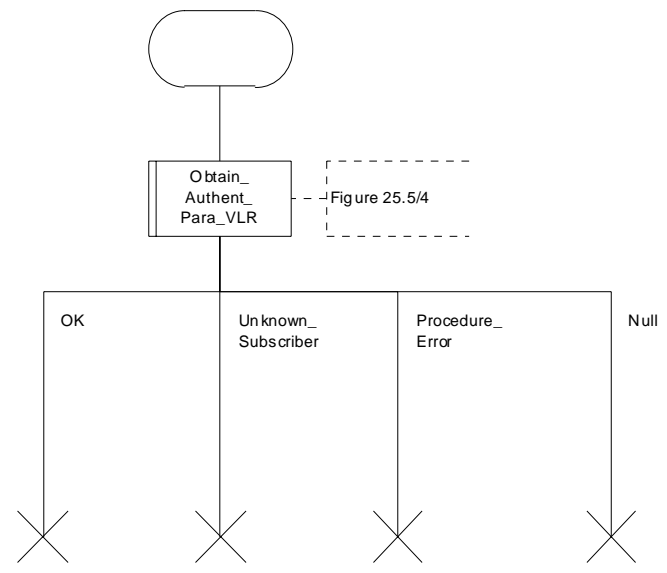 Obtain_
Authent_
Para_VLR
Figure 25.5/4
OK
Unknown_
Subscriber
Procedure_
Error
Null